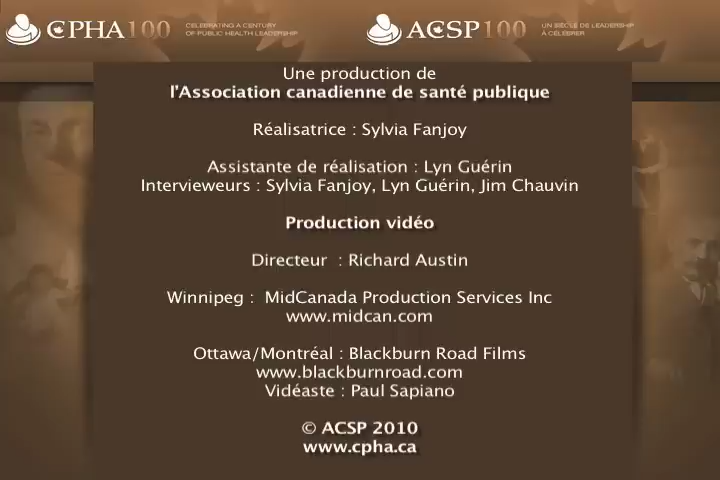 CPHA100
CELEBRATING A CENTURY
OF PUBLIC HEALTH LEADERSHIP
ACSP100
UN SIÈCLE DE LEADERSHIP
À CÉLÉBRER
Une production de
l'Association canadienne de santé publique
Réalisatrice : Sylvia Fanjoy
Assistante de réalisation : Lyn Guérin
Intervieweurs : Sylvia Fanjoy, Lyn Guérin, Jim Chauvin
Production vidéo
Directeur  : Richard Austin
Winnipeg :  MidCanada Production Services Inc
www.midcan.com
Ottawa/Montréal : Blackburn Road Films
www.blackburnroad.com
Vidéaste : Paul Sapiano
© ACSP 2010
www.cpha.ca